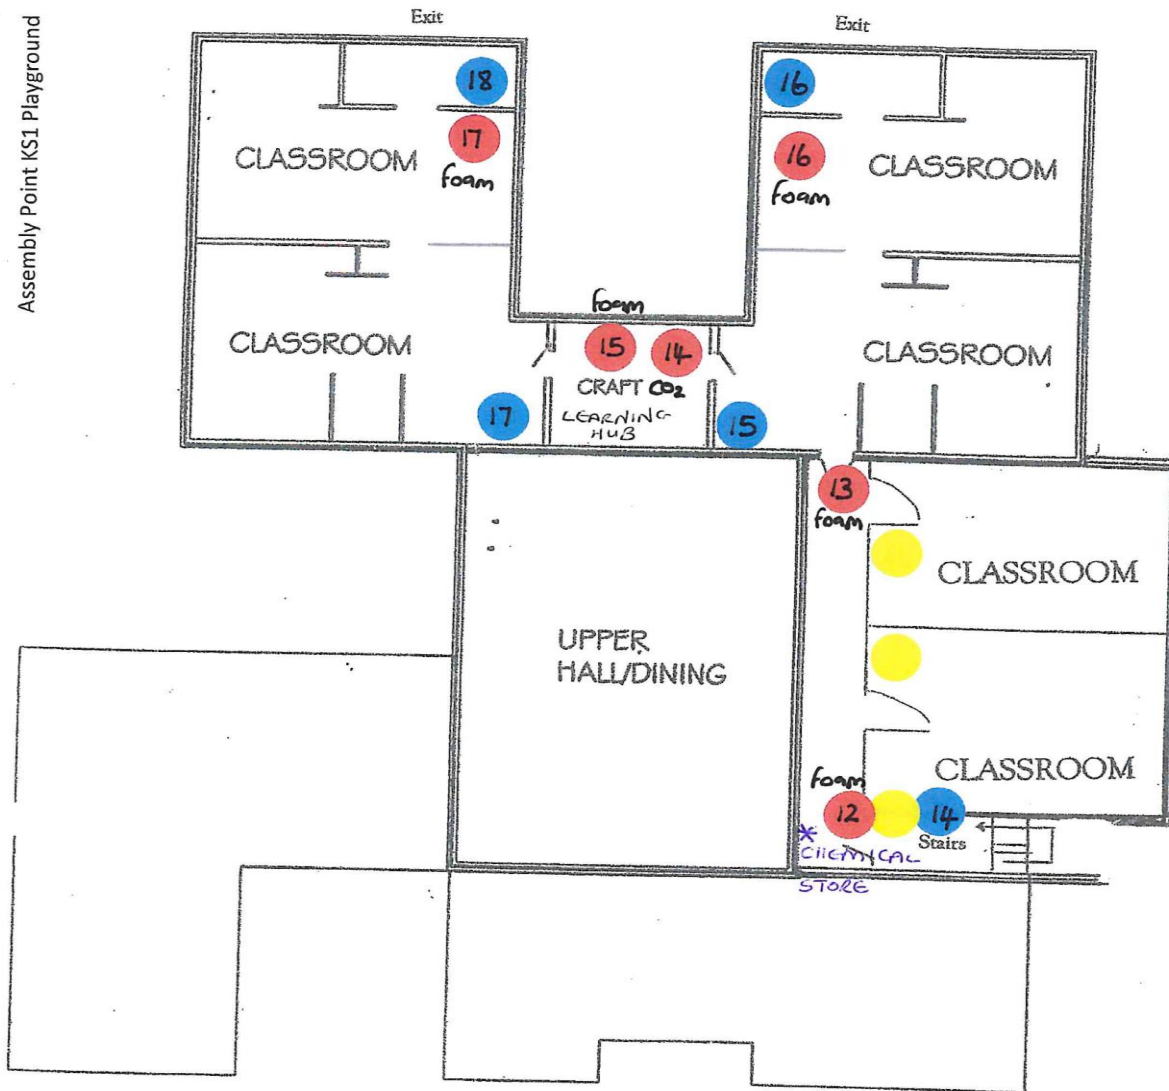 Assembly Point KS1 Playground
Exit
Exit
18
16
17
foam
CLASSROOM
16
foam
CLASSROOM
foam
CLASSROOM
15
14
CLASSROOM
CRAFT CO2
LEARNING
HUB
17
15
13
foam
CLASSROOM
UPPER
HALL/DINING
CLASSROOM
foam
12
14
Stairs
* CHEMICAL
STORE